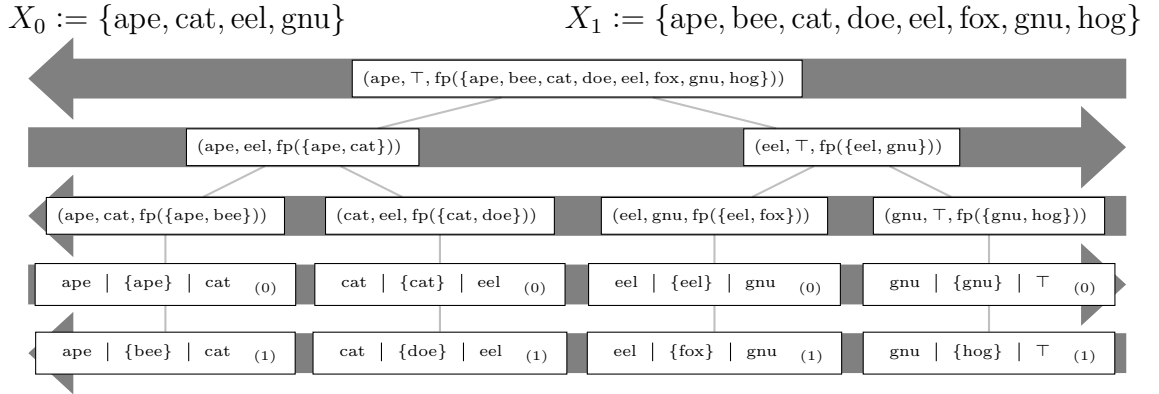 X₀ := {ape, cat, eel, gnu} X₁ := {ape, bee, cat, doe, eel, fox, gnu, hog}
(ape, ⊤, fp({ape, bee, cat, doe, eel, fox, gnu, hog}))
(ape, eel, fp({ape, cat})) (eel, ⊤, fp({eel, gnu}))
(ape, cat, fp({ape, bee})) (cat, eel, fp({cat, doe})) (eel, gnu, fp({eel, fox})) (gnu, ⊤, fp({gnu, hog}))
ape | {ape} | cat (0) cat | {cat} | eel (0) eel | {eel} | gnu (0) gnu | {gnu} | ⊤ (0)
ape | {bee} | cat (1) cat | {doe} | eel (1) eel | {fox} | gnu (1) gnu | {hog} | ⊤ (1)